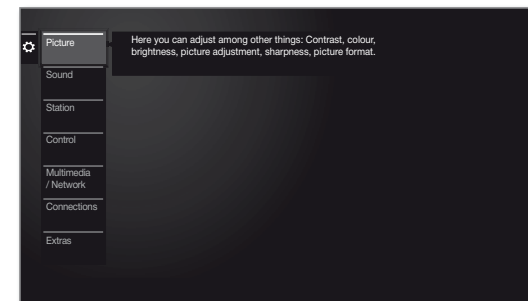 Picture
Here you can adjust among other things: Contrast, colour,
brightness, picture adjustment, sharpness, picture format.
Sound
Station
Control
Multimedia
/ Network
Connections
Extras